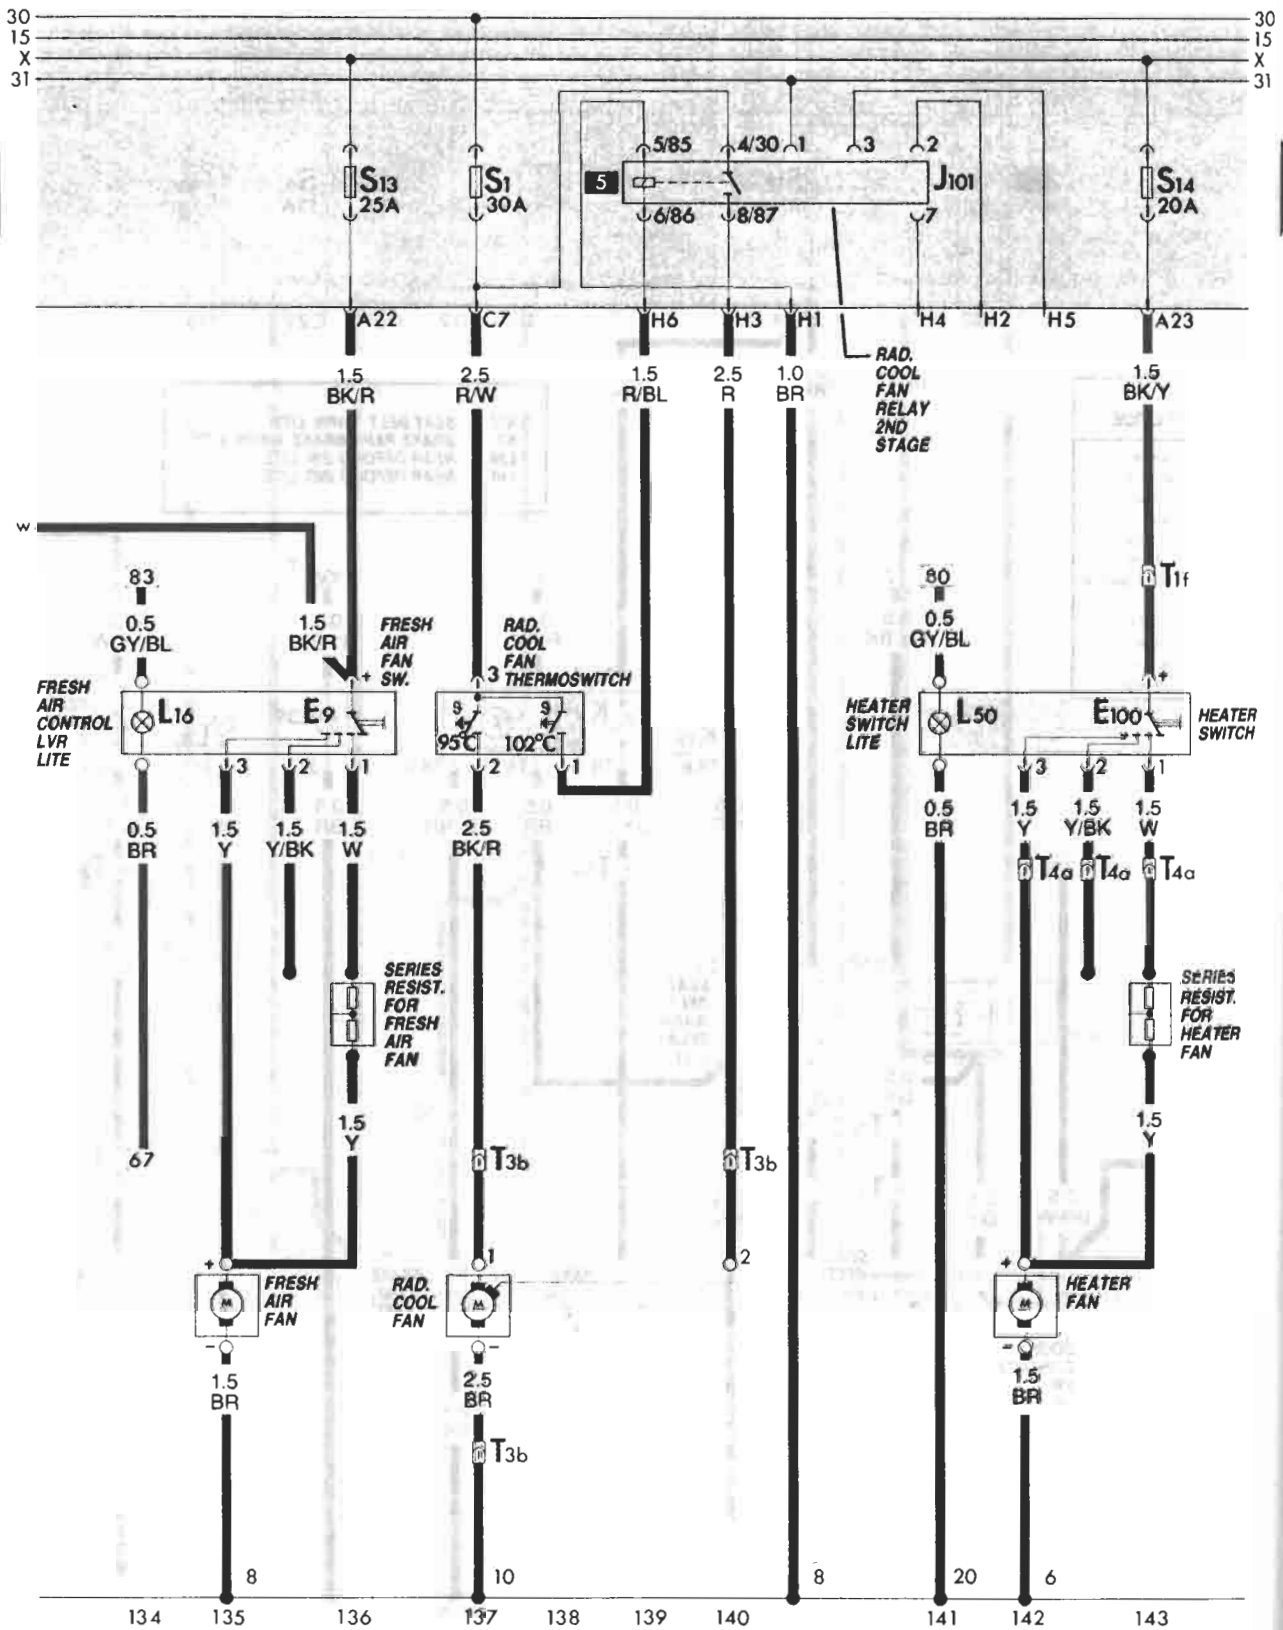 30 30
15 15
X X
31 31
5/85 4/30 1 3 2
S13
25A
S1
30A
5
J101
S14
20A
6/86 8/87 7
A22 C7 H6 H3 H1 H4 H2 H5 A23
RAD.
COOL
FAN
RELAY
2ND
STAGE
1.5
BK/R
2.5
R/W
1.5
R/BL
2.5
R
1.0
BR
1.5
BK/Y
W
83
0.5
GY/BL
1.5
BK/R
FRESH
AIR
FAN
SW.
RAD.
COOL
FAN
THERMOSWITCH
80
0.5
GY/BL
T1f
+ 3 +
FRESH
AIR
CONTROL
LVR
LITE
L16 E9
95°C 102°C
HEATER
SWITCH
LITE
L50 E100
HEATER
SWITCH
3 2 1 2 1 3 2 1
0.5
BR
1.5
Y
1.5
Y/BK
1.5
W
2.5
BK/R
0.5
BR
1.5
Y
1.5
Y/BK
1.5
W
T4a T4a T4a
SERIES
RESIST.
FOR
FRESH
AIR
FAN
SERIES
RESIST.
FOR
HEATER
FAN
1.5
Y
1.5
Y
67
T3b T3b
+ 1 2 +
M
FRESH
AIR
FAN
RAD.
COOL
FAN
M
M
HEATER
FAN
- - -
1.5
BR
2.5
BR
1.5
BR
T3b
8 10 8 20 6
134 135 136 137 138 139 140 141 142 143